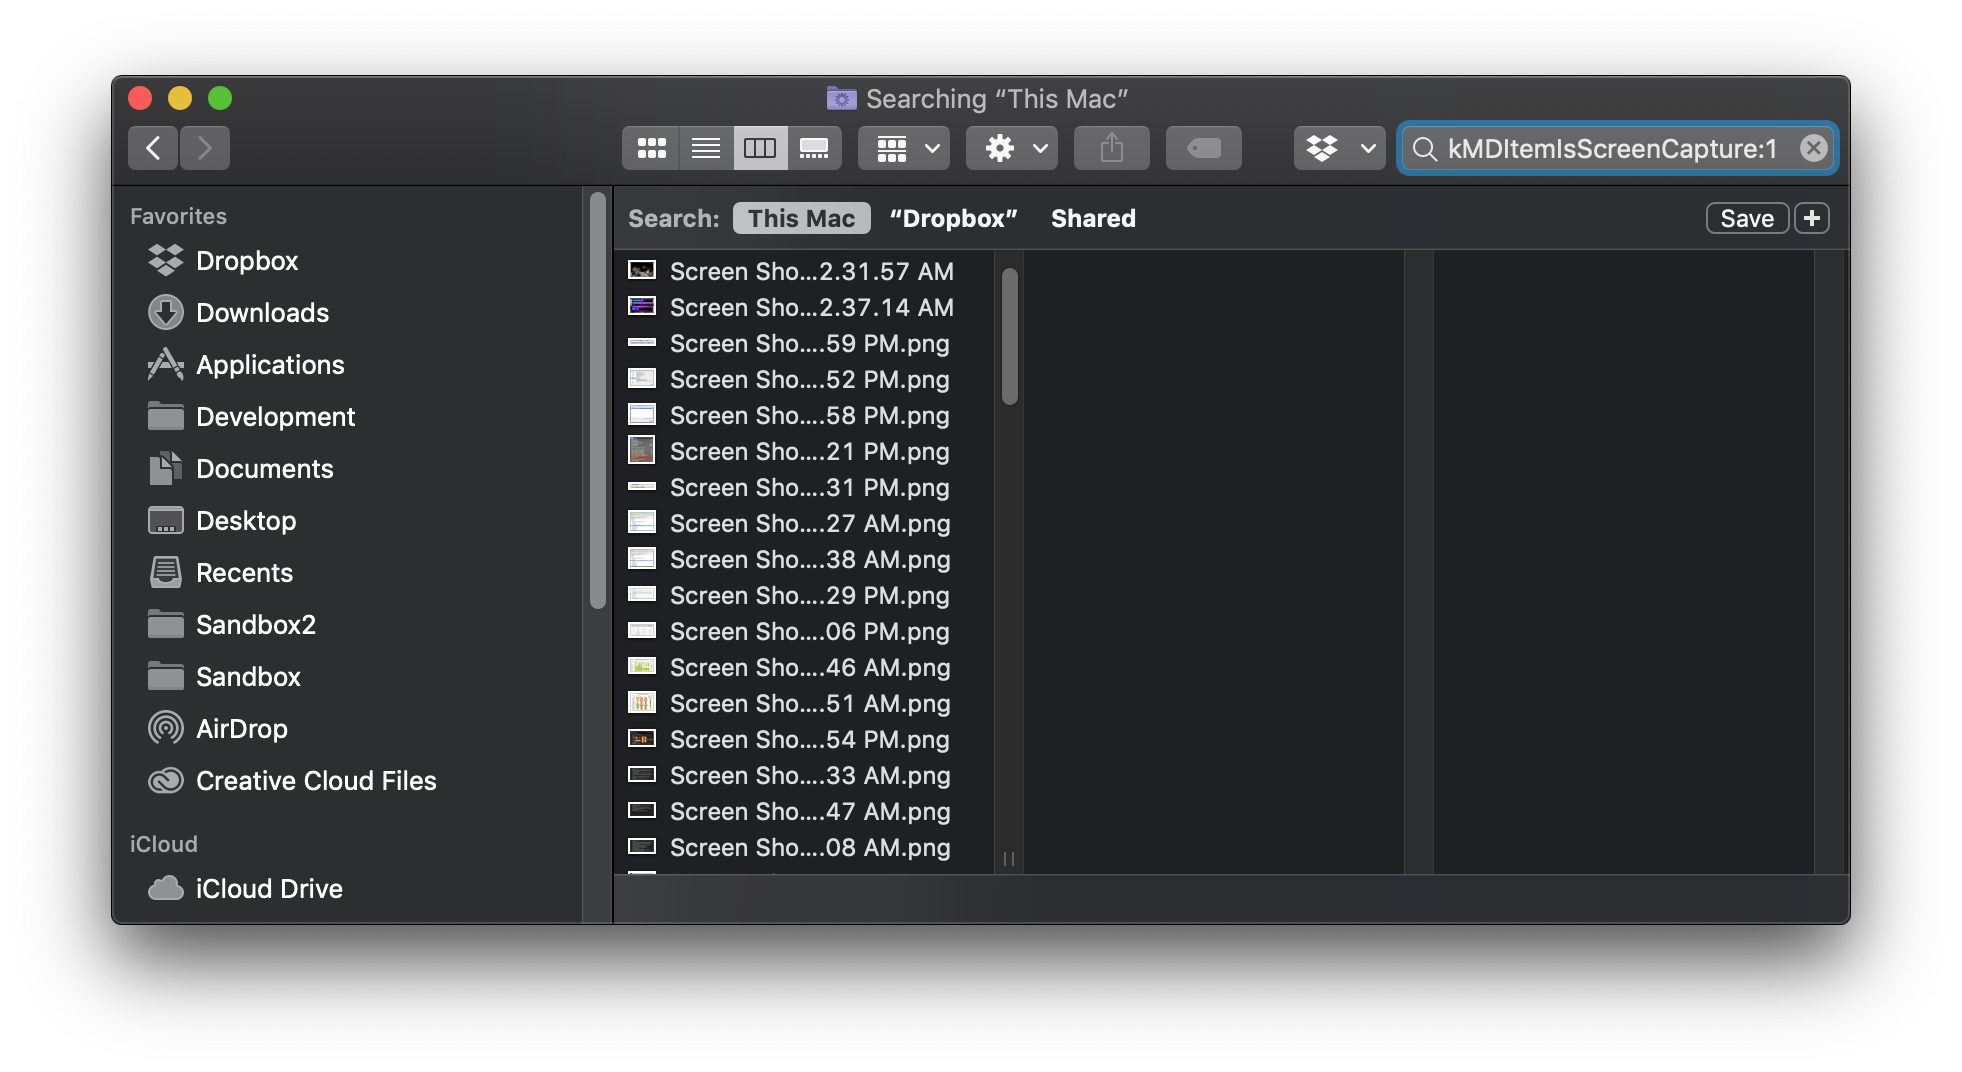 Searching “This Mac”
kMDItemIsScreenCapture:1
Favorites
Dropbox
Downloads
Applications
Development
Documents
Desktop
Recents
Sandbox2
Sandbox
AirDrop
Creative Cloud Files
iCloud
iCloud Drive
Search: This Mac “Dropbox” Shared Save +
Screen Sho...2.31.57 AM
Screen Sho...2.37.14 AM
Screen Sho....59 PM.png
Screen Sho....52 PM.png
Screen Sho....58 PM.png
Screen Sho....21 PM.png
Screen Sho....31 PM.png
Screen Sho....27 AM.png
Screen Sho....38 AM.png
Screen Sho....29 PM.png
Screen Sho....06 PM.png
Screen Sho....46 AM.png
Screen Sho....51 AM.png
Screen Sho....54 PM.png
Screen Sho....33 AM.png
Screen Sho....47 AM.png
Screen Sho....08 AM.png